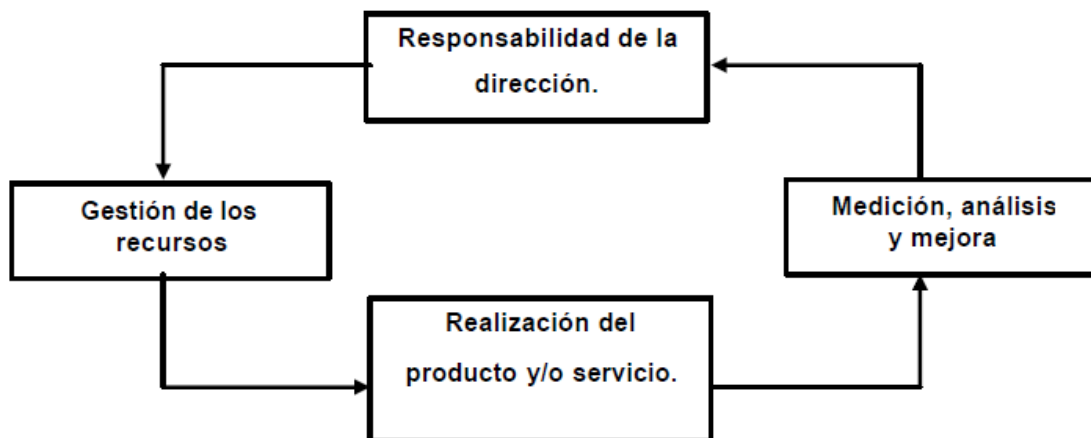 Responsabilidad de la
dirección.
Gestión de los
recursos
Medición, análisis
y mejora
Realización del
producto y/o servicio.